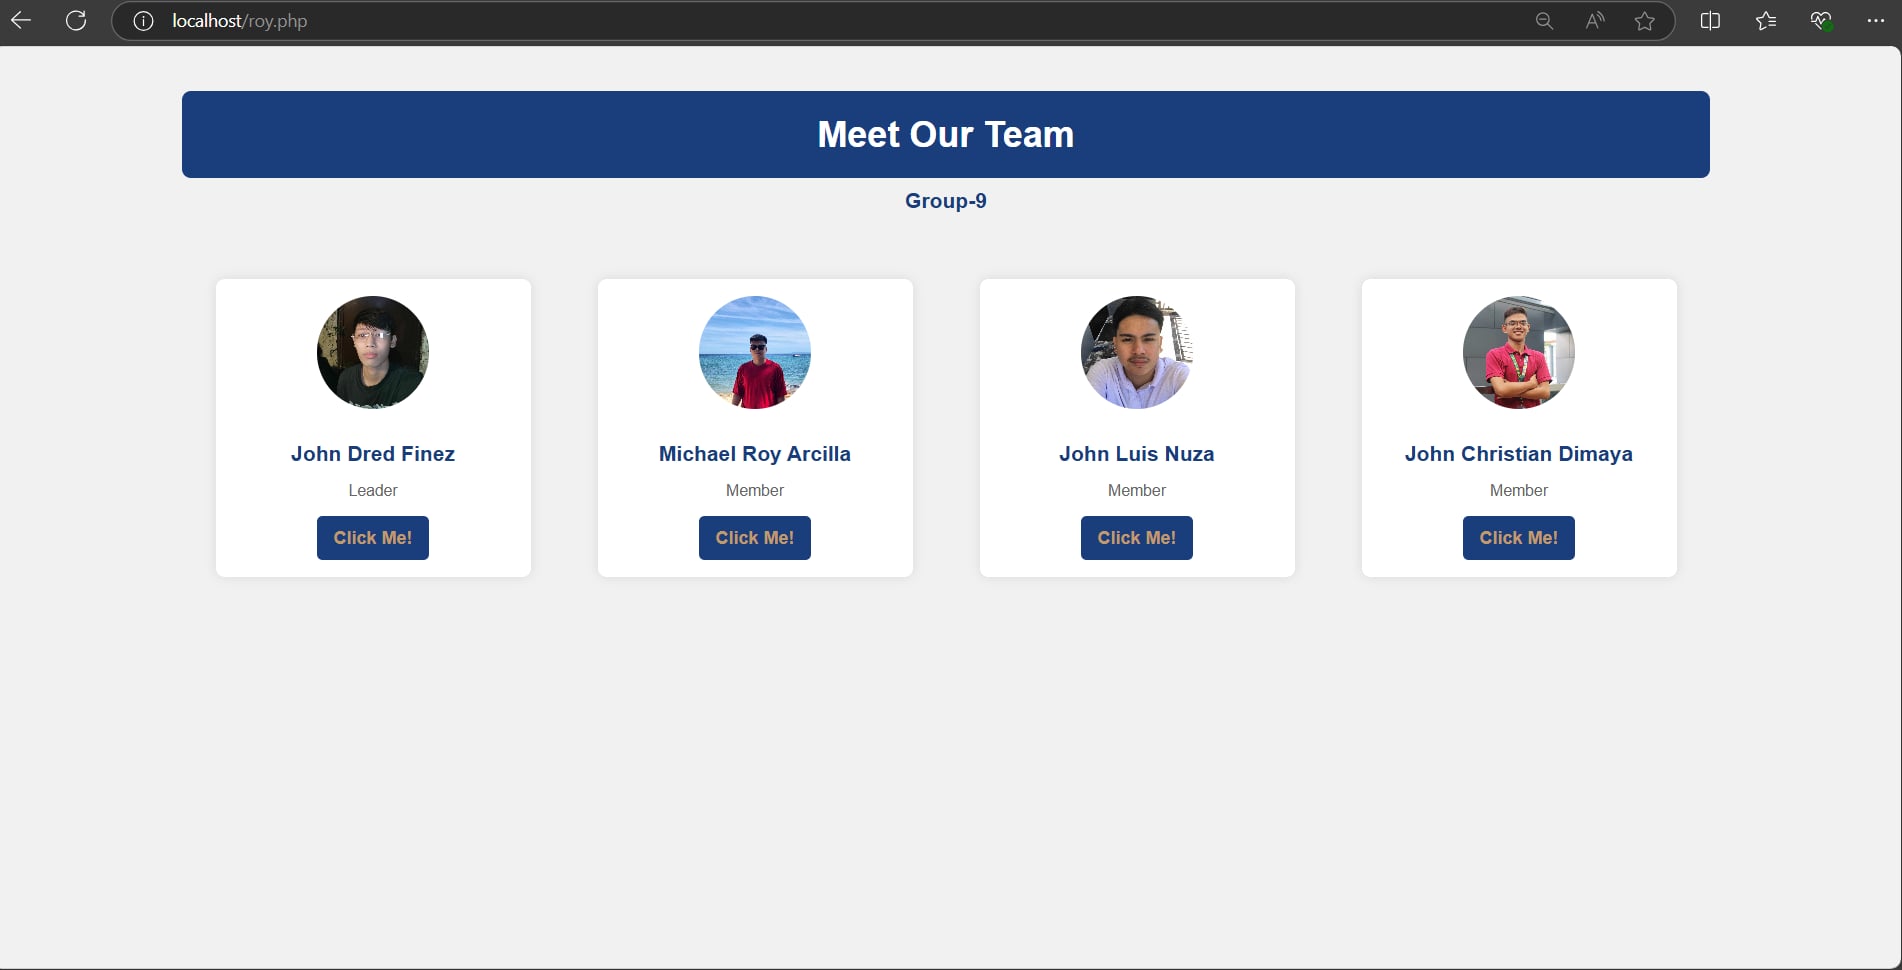 localhost/roy.php
Meet Our Team
Group-9
John Dred Finez
Leader
Click Me!
Michael Roy Arcilla
Member
Click Me!
John Luis Nuza
Member
Click Me!
John Christian Dimaya
Member
Click Me!